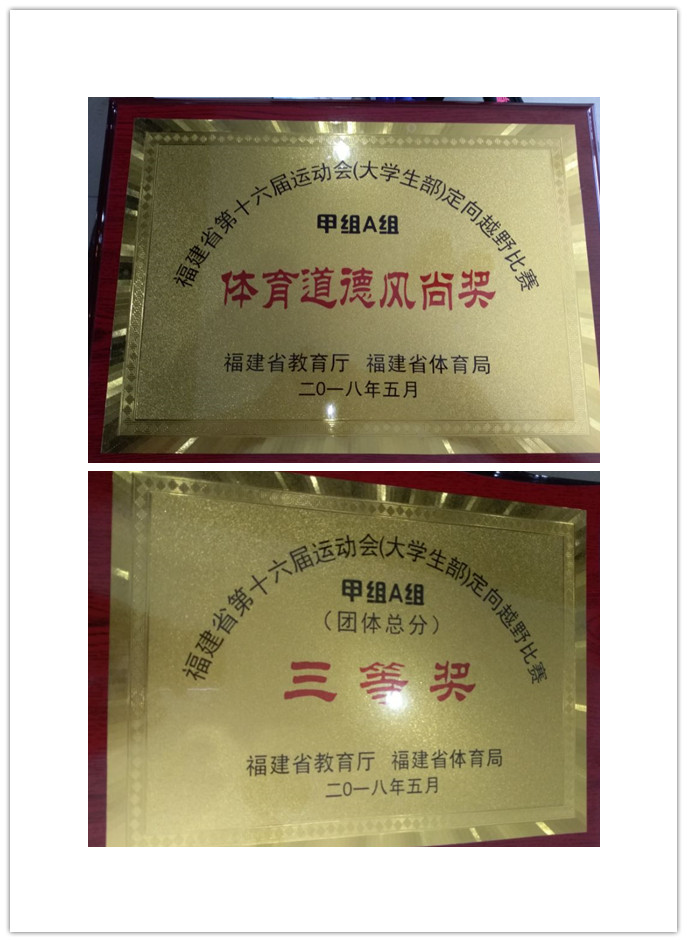 福建省第十六届运动会(大学生部)定向越野比赛
甲组A组
体育道德风尚奖
福建省教育厅 福建省体育局
二0一八年五月
福建省第十六届运动会(大学生部)定向越野比赛
甲组A组
（团体总分）
三等奖
福建省教育厅 福建省体育局
二0一八年五月